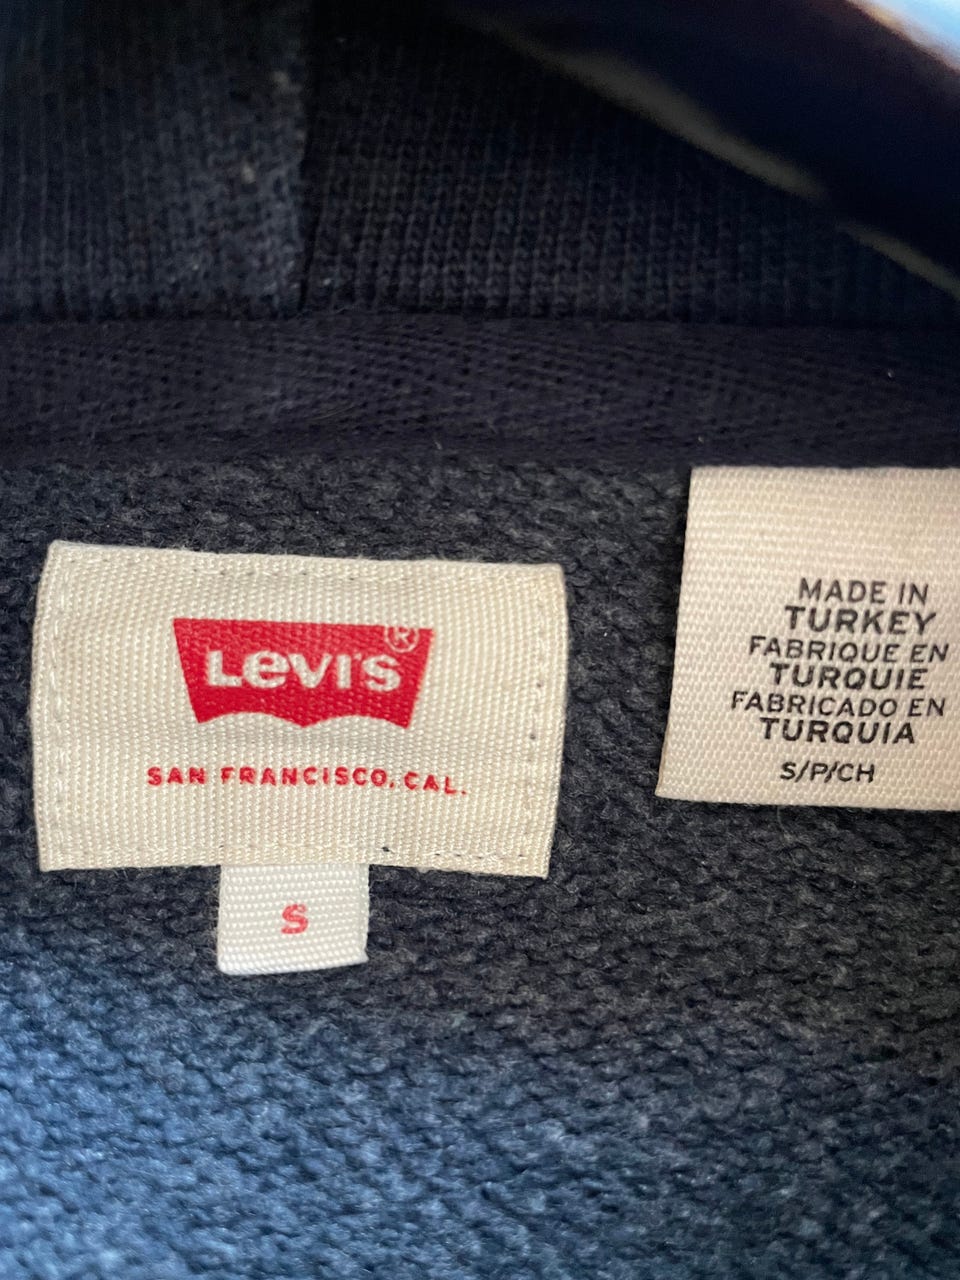 Levi's®
SAN FRANCISCO, CAL.
S
MADE IN
TURKEY
FABRIQUE EN
TURQUIE
FABRICADO EN
TURQUIA
S/P/CH